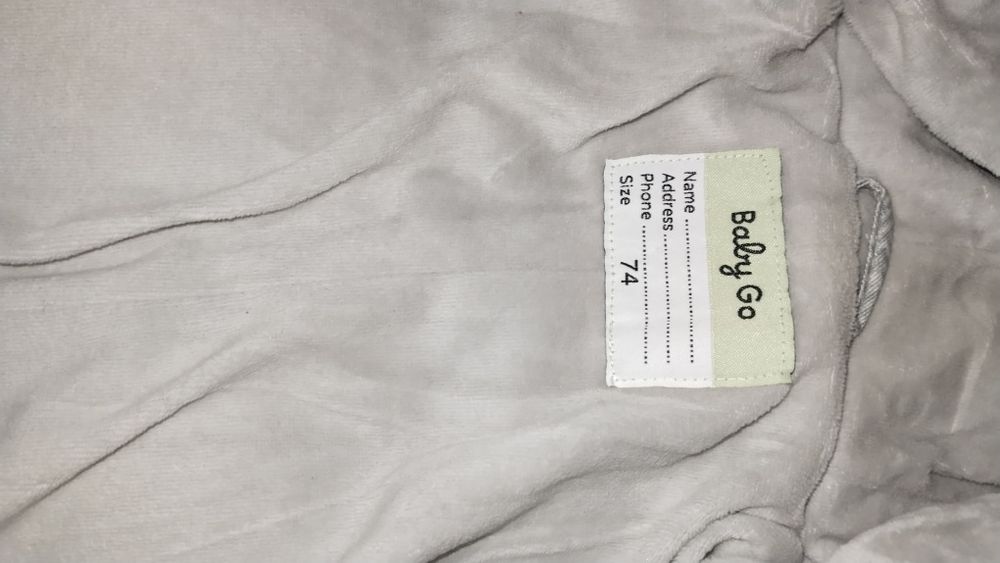 Baby Go
Name ........................
Address ........................
Phone ........................
Size 74